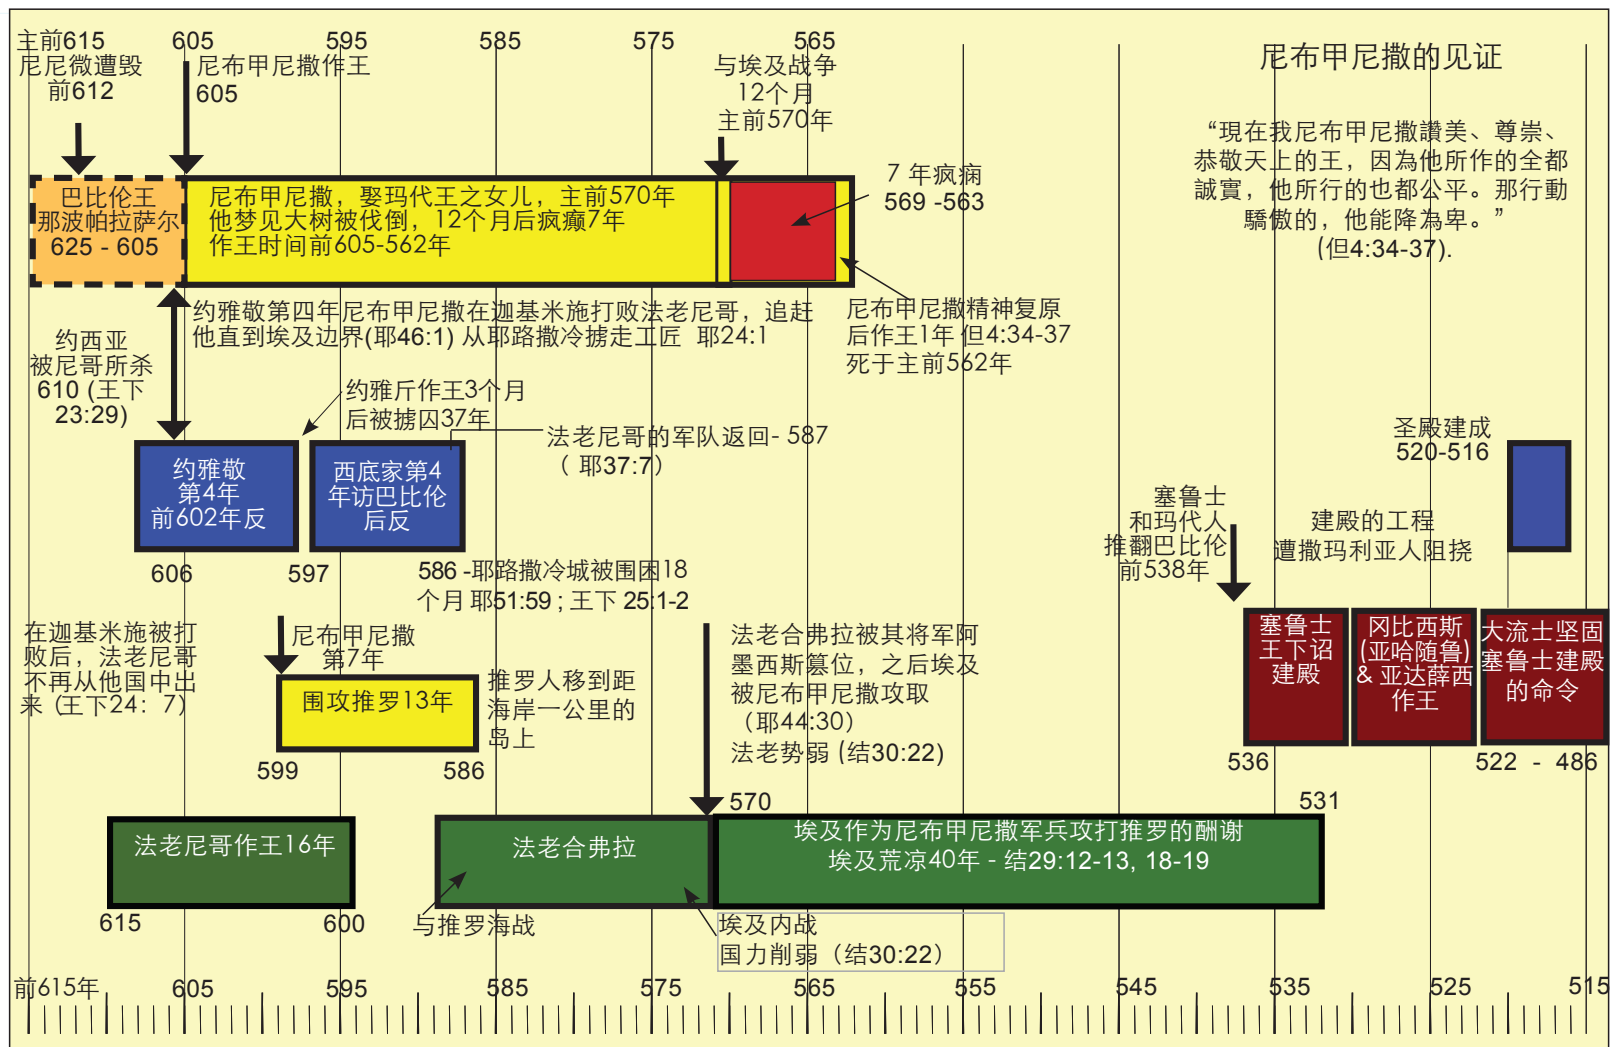 主前615
605
595
585
575
565
尼尼微遭毁
前612
尼布甲尼撒作王
605
与埃及战争
12个月
主前570年
尼布甲尼撒的见证
“現在我尼布甲尼撒讚美、尊崇、
恭敬天上的王，因為他所作的全都
誠實，他所行的也都公平。那行動
驕傲的，他能降為卑。”
(但4:34-37).
巴比伦王
那波帕拉萨尔
625 - 605
尼布甲尼撒，娶玛代王之女儿，主前570年
他梦见大树被伐倒，12个月后疯癫7年
作王时间前605-562年
7 年疯痫
569 -563
约西亚
被尼哥所杀
610 (王下
23:29)
约雅敬第四年尼布甲尼撒在迦基米施打败法老尼哥，追赶
他直到埃及边界(耶46:1) 从耶路撒冷掳走工匠 耶24:1
尼布甲尼撒精神复原
后作王1年 但4:34-37
死于主前562年
约雅斤作王3个月
后被掳囚37年
法老尼哥的军队返回- 587
（ 耶37:7）
约雅敬
第4年
前602年反
西底家第4
年访巴比伦
后反
606
597
586 -耶路撒冷城被围困18
个月 耶51:59 ; 王下 25:1-2
圣殿建成
520-516
塞鲁士
和玛代人
推翻巴比伦
前538年
建殿的工程
遭撒玛利亚人阻挠
在迦基米施被打
败后，法老尼哥
不再从他国中出
来 (王下24：7)
尼布甲尼撒
第7年
围攻推罗13年
599
586
推罗人移到距
海岸一公里的
岛上
法老合弗拉被其将军阿
墨西斯篡位，之后埃及
被尼布甲尼撒攻取
（耶44:30）
法老势弱 (结30:22)
塞鲁士
王下诏
建殿
冈比西斯
(亚哈随鲁)
& 亚达薛西
作王
大流士坚固
塞鲁士建殿
的命令
536
522 - 486
570
531
法老尼哥作王16年
法老合弗拉
埃及作为尼布甲尼撒军兵攻打推罗的酬谢
埃及荒凉40年 - 结29:12-13, 18-19
615
600
与推罗海战
埃及内战
国力削弱（结30:22）
前615年
605
595
585
575
565
555
545
535
525
515